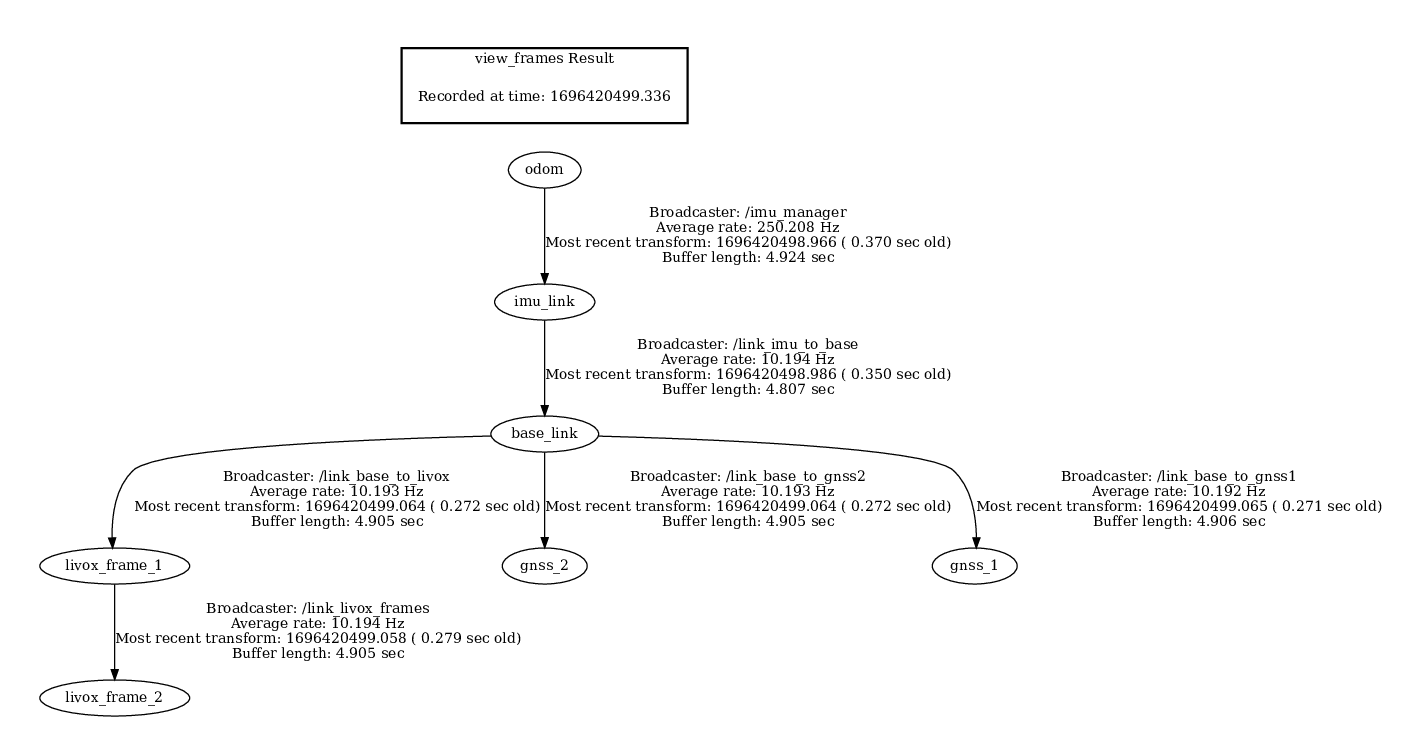 view_frames Result
Recorded at time: 1696420499.336
odom
Broadcaster: /imu_manager
Average rate: 250.208 Hz
Most recent transform: 1696420498.966 ( 0.370 sec old)
Buffer length: 4.924 sec
imu_link
Broadcaster: /link_imu_to_base
Average rate: 10.194 Hz
Most recent transform: 1696420498.986 ( 0.350 sec old)
Buffer length: 4.807 sec
base_link
Broadcaster: /link_base_to_livox
Average rate: 10.193 Hz
Most recent transform: 1696420499.064 ( 0.272 sec old)
Buffer length: 4.905 sec
Broadcaster: /link_base_to_gnss2
Average rate: 10.193 Hz
Most recent transform: 1696420499.064 ( 0.272 sec old)
Buffer length: 4.905 sec
Broadcaster: /link_base_to_gnss1
Average rate: 10.192 Hz
Most recent transform: 1696420499.065 ( 0.271 sec old)
Buffer length: 4.906 sec
livox_frame_1
gnss_2
gnss_1
Broadcaster: /link_livox_frames
Average rate: 10.194 Hz
Most recent transform: 1696420499.058 ( 0.279 sec old)
Buffer length: 4.905 sec
livox_frame_2